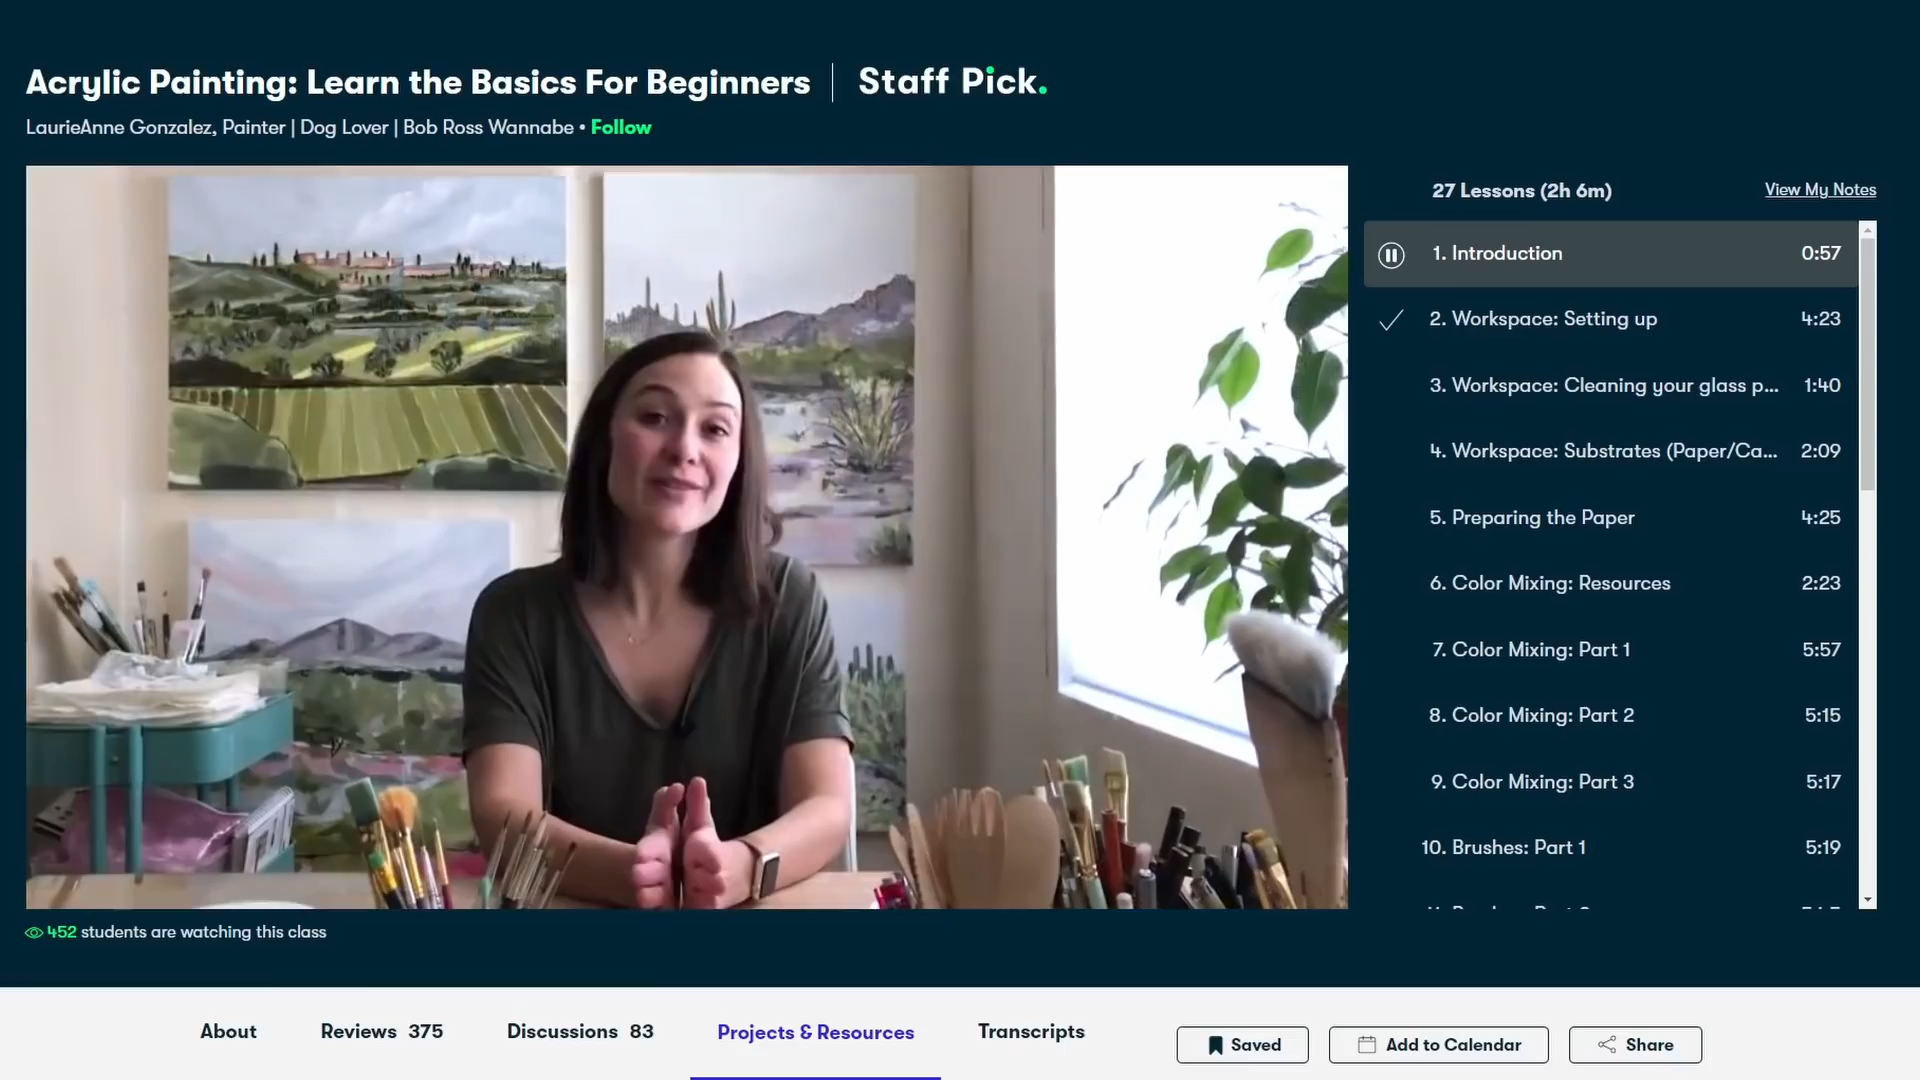 Acrylic Painting: Learn the Basics For Beginners | Staff Pick.
LaurieAnne Gonzalez, Painter | Dog Lover | Bob Ross Wannabe • Follow
27 Lessons (2h 6m) View My Notes
1. Introduction 0:57
2. Workspace: Setting up 4:23
3. Workspace: Cleaning your glass p... 1:40
4. Workspace: Substrates (Paper/Ca... 2:09
5. Preparing the Paper 4:25
6. Color Mixing: Resources 2:23
7. Color Mixing: Part 1 5:57
8. Color Mixing: Part 2 5:15
9. Color Mixing: Part 3 5:17
10. Brushes: Part 1 5:19
452 students are watching this class
About Reviews 375 Discussions 83 Projects & Resources Transcripts Saved Add to Calendar Share